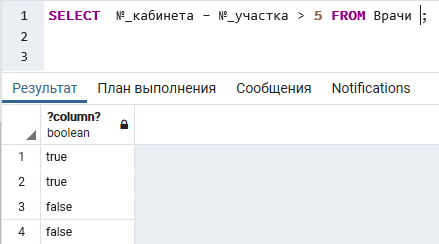 1 SELECT №_кабинета - №_участка > 5 FROM Врачи ;
2
3
Результат План выполнения Сообщения Notifications
?column?
boolean
1 true
2 true
3 false
4 false